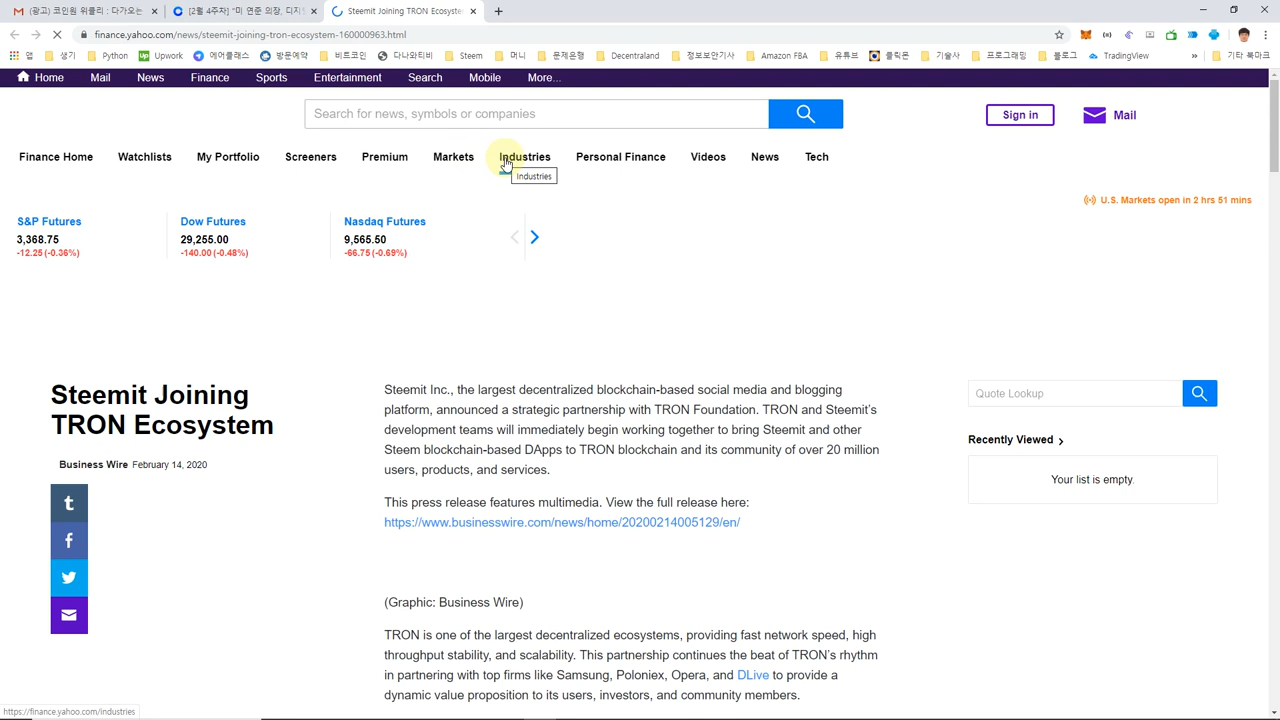 (광고) 코인원 위클리 : 다가오는
[2월 4주차] "미 연준 의장, 디지
Steemit Joining TRON Ecosystem
finance.yahoo.com/news/steemit-joining-tron-ecosystem-160000963.html
앱 생기 Python Upwork 에어클래스 방문예약 비트코인 다나와티비 Steem 머니 문제은행 Decentraland 정보보안기사 Amazon FBA 유튜브 클릭몬 기술사 프로그래밍 블로그 TradingView » 기타 북마크
Home Mail News Finance Sports Entertainment Search Mobile More...
Search for news, symbols or companies
Sign in
Mail
Finance Home Watchlists My Portfolio Screeners Premium Markets Industries Personal Finance Videos News Tech
Industries
U.S. Markets open in 2 hrs 51 mins
S&P Futures
3,368.75
-12.25 (-0.36%)
Dow Futures
29,255.00
-140.00 (-0.48%)
Nasdaq Futures
9,565.50
-66.75 (-0.69%)
Steemit Joining
TRON Ecosystem
Business Wire February 14, 2020
Steemit Inc., the largest decentralized blockchain-based social media and blogging
platform, announced a strategic partnership with TRON Foundation. TRON and Steemit's
development teams will immediately begin working together to bring Steemit and other
Steem blockchain-based DApps to TRON blockchain and its community of over 20 million
users, products, and services.
This press release features multimedia. View the full release here:
https://www.businesswire.com/news/home/20200214005129/en/
(Graphic: Business Wire)
TRON is one of the largest decentralized ecosystems, providing fast network speed, high
throughput stability, and scalability. This partnership continues the beat of TRON's rhythm
in partnering with top firms like Samsung, Poloniex, Opera, and DLive to provide a
dynamic value proposition to its users, investors, and community members.
Quote Lookup
Recently Viewed
Your list is empty.
https://finance.yahoo.com/industries